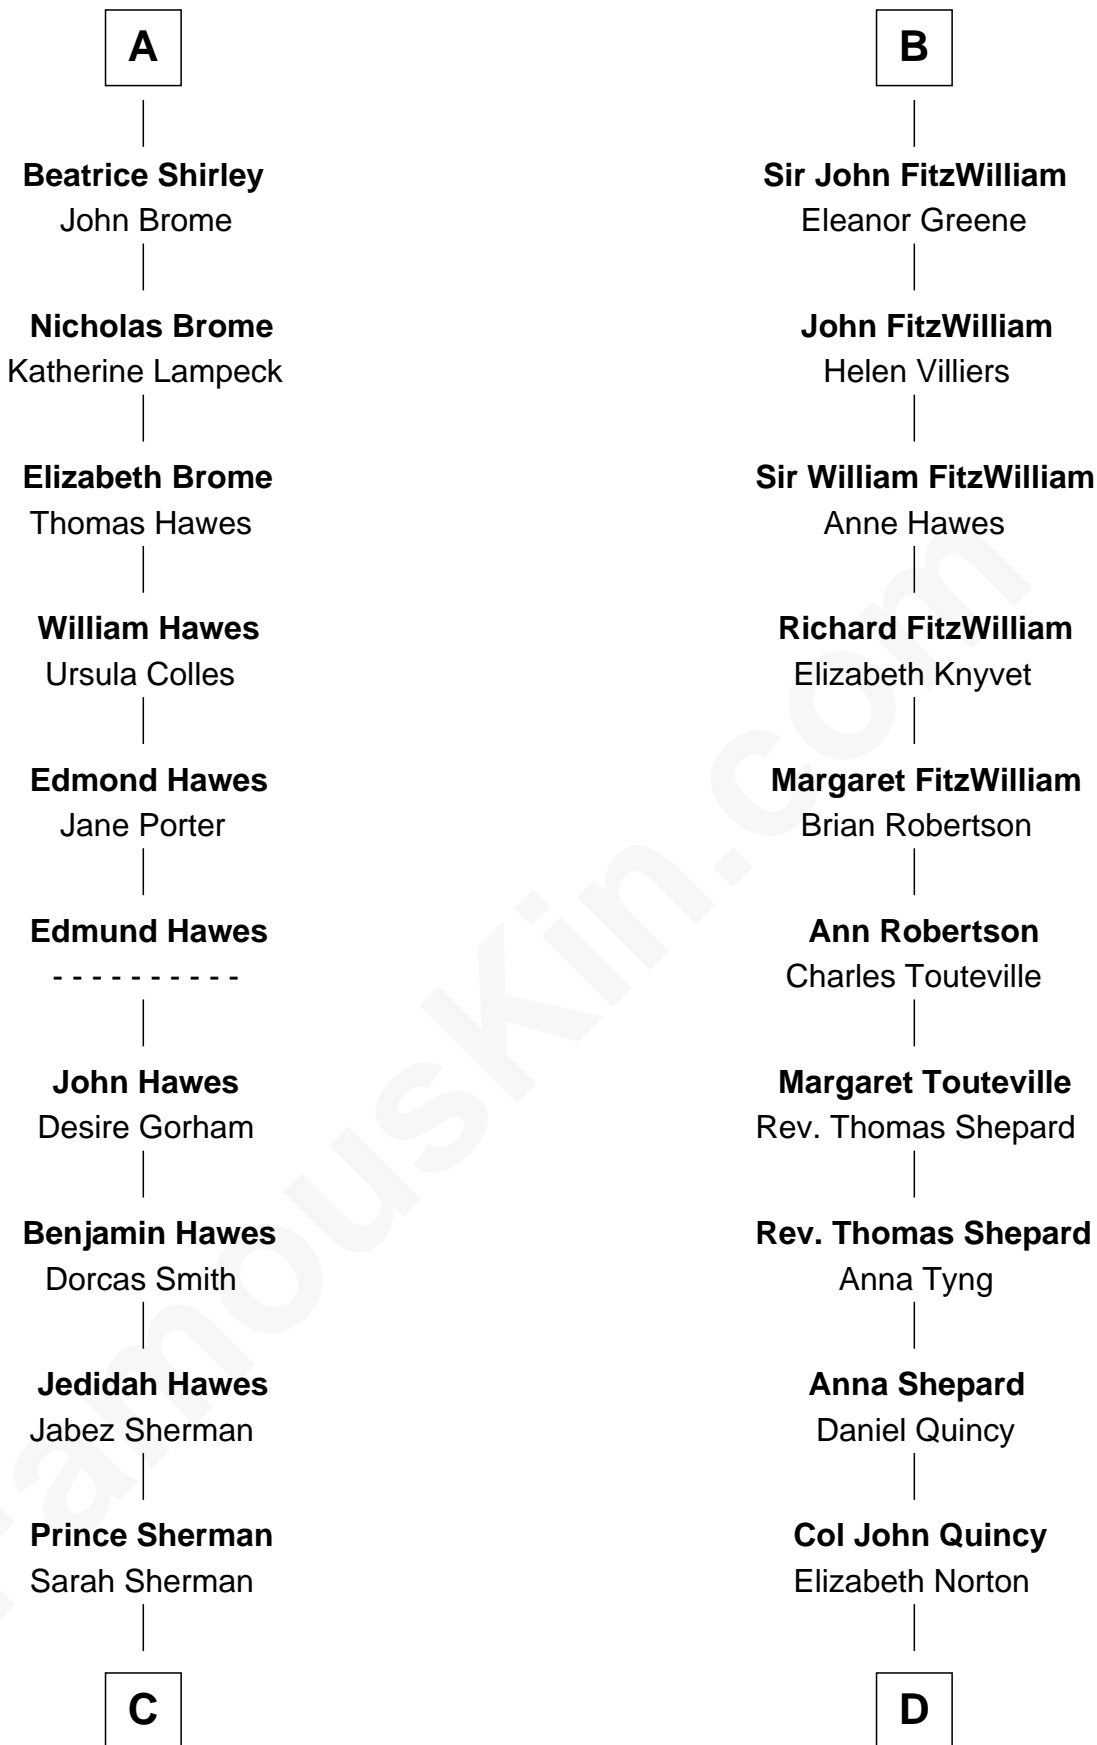 A
Beatrice Shirley
John Brome
Nicholas Brome
Katherine Lampeck
Elizabeth Brome
Thomas Hawes
William Hawes
Ursula Colles
Edmond Hawes
Jane Porter
Edmund Hawes
- - - - - - - - - -
John Hawes
Desire Gorham
Benjamin Hawes
Dorcas Smith
Jedidah Hawes
Jabez Sherman
Prince Sherman
Sarah Sherman
C
B
Sir John FitzWilliam
Eleanor Greene
John FitzWilliam
Helen Villiers
Sir William FitzWilliam
Anne Hawes
Richard FitzWilliam
Elizabeth Knyvet
Margaret FitzWilliam
Brian Robertson
Ann Robertson
Charles Touteville
Margaret Touteville
Rev. Thomas Shepard
Rev. Thomas Shepard
Anna Tyng
Anna Shepard
Daniel Quincy
Col John Quincy
Elizabeth Norton
D
FamousKin.com